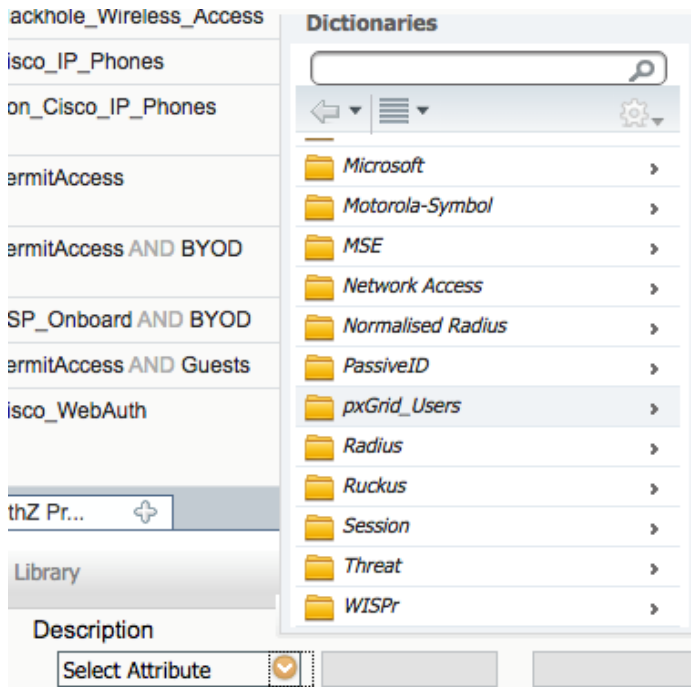 ackhole_Wireless_Access
isco_IP_Phones
on_Cisco_IP_Phones
ermitAccess
ermitAccess AND BYOD
SP_Onboard AND BYOD
ermitAccess AND Guests
isco_WebAuth
thZ Pr...
Library
Description
Select Attribute
Dictionaries
Microsoft
Motorola-Symbol
MSE
Network Access
Normalised Radius
PassiveID
pxGrid_Users
Radius
Ruckus
Session
Threat
WISPr